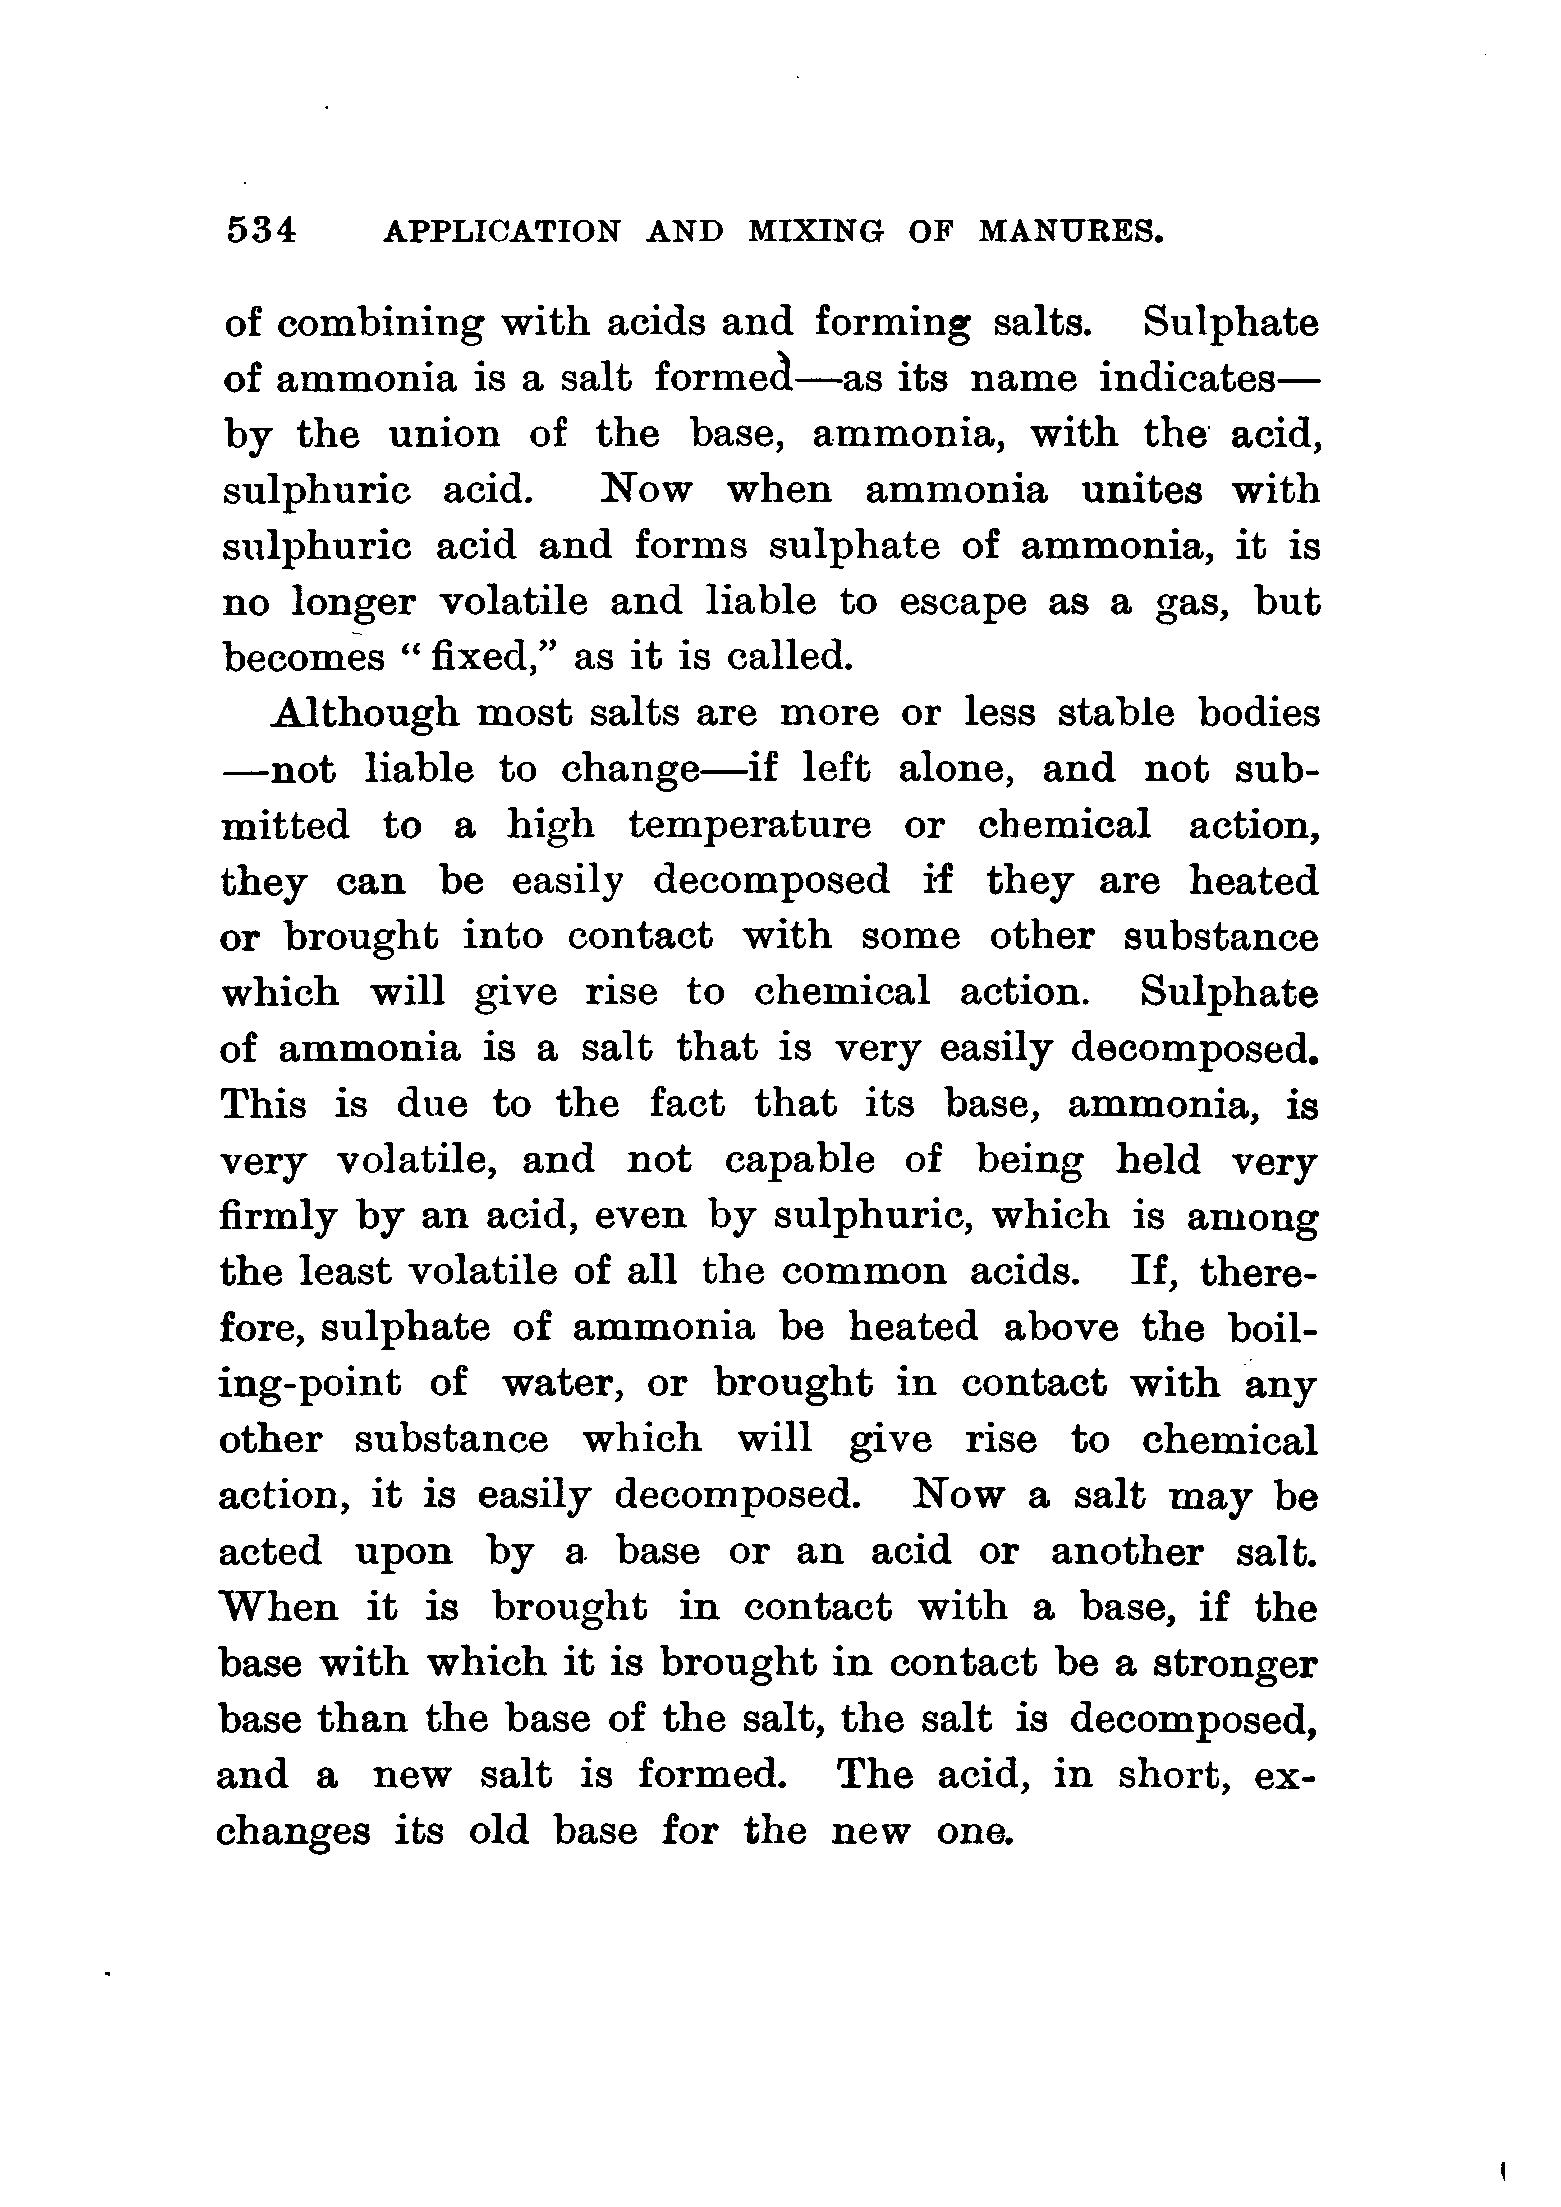 534 APPLICATION AND MIXING OF MANURES.
of combining with acids and forming salts. Sulphate
of ammonia is a salt formed—as its name indicates—
by the union of the base, ammonia, with the acid,
sulphuric acid. Now when ammonia unites with
sulphuric acid and forms sulphate of ammonia, it is
no longer volatile and liable to escape as a gas, but
becomes “fixed,” as it is called.
Although most salts are more or less stable bodies
—not liable to change—if left alone, and not sub-
mitted to a high temperature or chemical action,
they can be easily decomposed if they are heated
or brought into contact with some other substance
which will give rise to chemical action. Sulphate
of ammonia is a salt that is very easily decomposed.
This is due to the fact that its base, ammonia, is
very volatile, and not capable of being held very
firmly by an acid, even by sulphuric, which is among
the least volatile of all the common acids. If, there-
fore, sulphate of ammonia be heated above the boil-
ing-point of water, or brought in contact with any
other substance which will give rise to chemical
action, it is easily decomposed. Now a salt may be
acted upon by a base or an acid or another salt.
When it is brought in contact with a base, if the
base with which it is brought in contact be a stronger
base than the base of the salt, the salt is decomposed,
and a new salt is formed. The acid, in short, ex-
changes its old base for the new one.